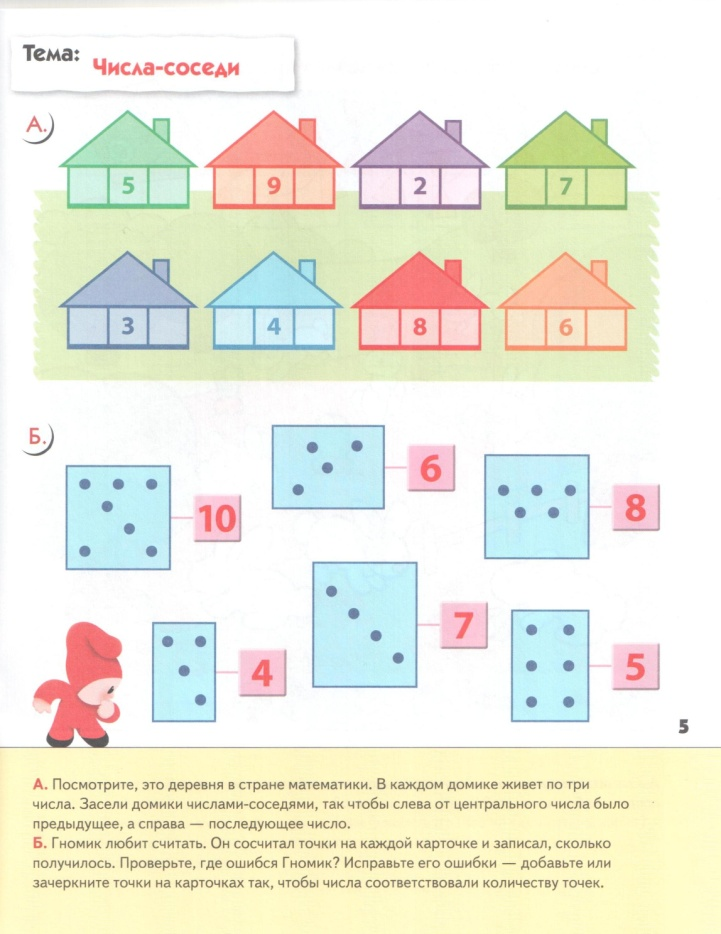 Тема:
Числа-соседи
А.
5
9
2
7
3
4
8
6
Б.
10
6
8
4
7
5
5
А. Посмотрите, это деревня в стране математики. В каждом домике живет по три
числа. Засели домики числами-соседями, так чтобы слева от центрального числа было
предыдущее, а справа — последующее число.
Б. Гномик любит считать. Он сосчитал точки на каждой карточке и записал, сколько
получилось. Проверьте, где ошибся Гномик? Исправьте его ошибки — добавьте или
зачеркните точки на карточках так, чтобы числа соответствовали количеству точек.